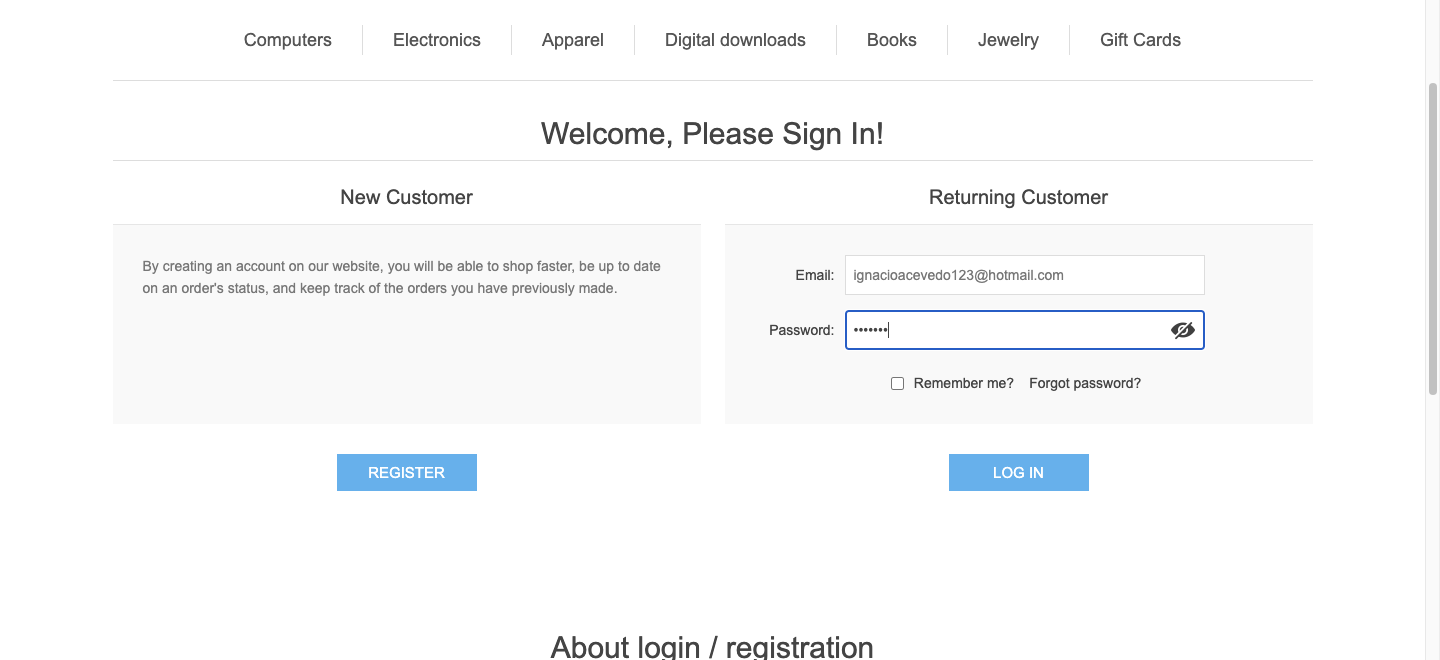 Computers Electronics Apparel Digital downloads Books Jewelry Gift Cards
Welcome, Please Sign In!
New Customer
By creating an account on our website, you will be able to shop faster, be up to date
on an order's status, and keep track of the orders you have previously made.
REGISTER
Returning Customer
Email: ignacioacevedo123@hotmail.com
Password: •••••••
Remember me? Forgot password?
LOG IN
About login / registration